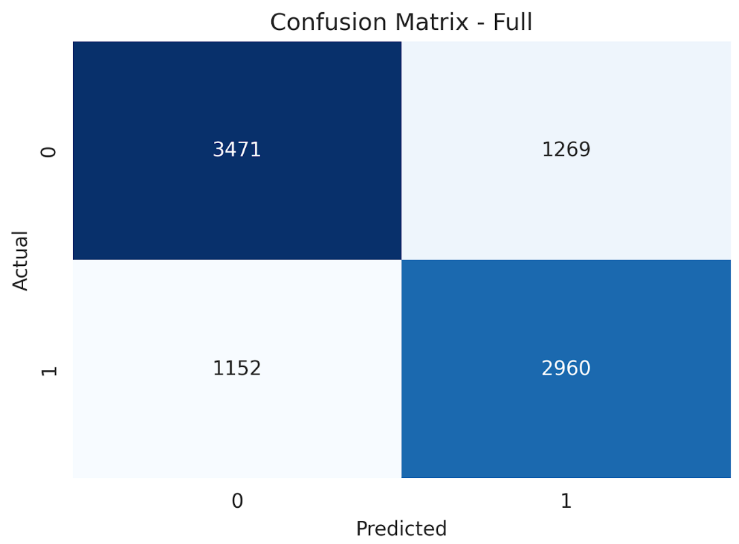 Confusion Matrix - Full
Actual
0
3471
1269
1
1152
2960
0
1
Predicted